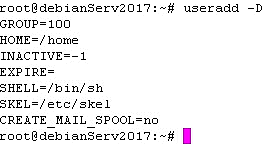 root@debianServ2017:~# useradd -D
GROUP=100
HOME=/home
INACTIVE=-1
EXPIRE=
SHELL=/bin/sh
SKEL=/etc/skel
CREATE_MAIL_SPOOL=no
root@debianServ2017:~#